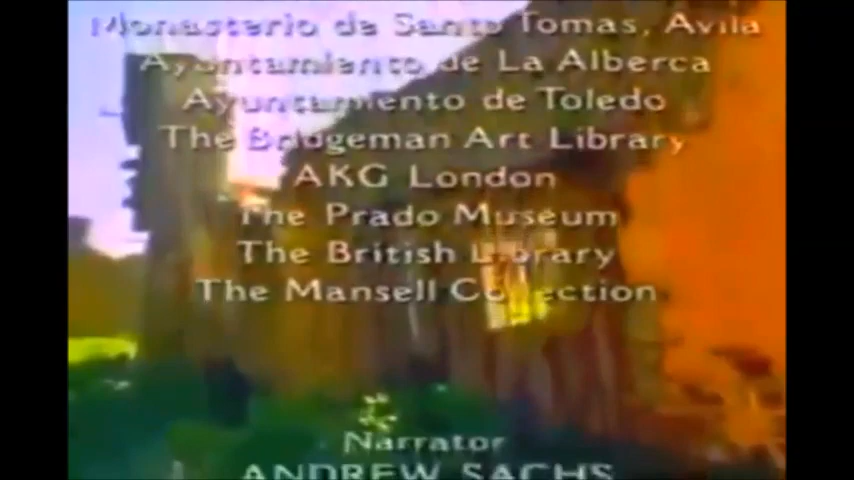 Monasterio de Santo Tomas, Avila
Ayuntamiento de La Alberca
Ayuntamiento de Toledo
The Bridgeman Art Library
AKG London
The Prado Museum
The British Library
The Mansell Collection
Narrator
ANDREW SACHS